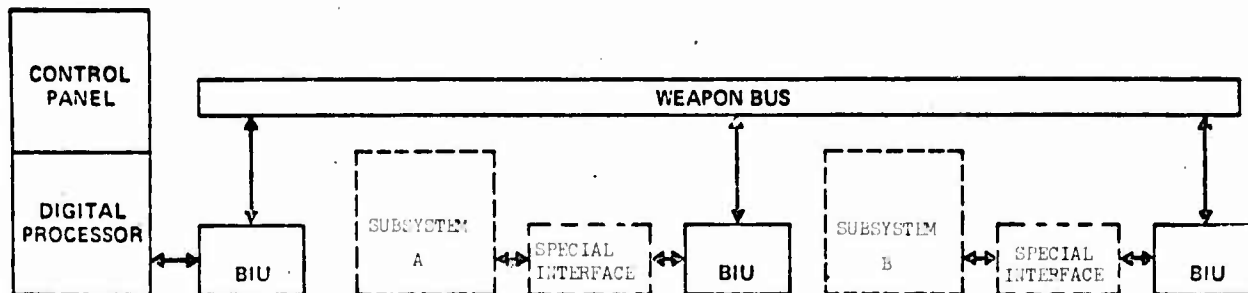 CONTROL
PANEL
WEAPON BUS
DIGITAL
PROCESSOR
BIU
SUBSYSTEM
A
SPECIAL
INTERFACE
BIU
SUBSYSTEM
B
SPECIAL
INTERFACE
BIU